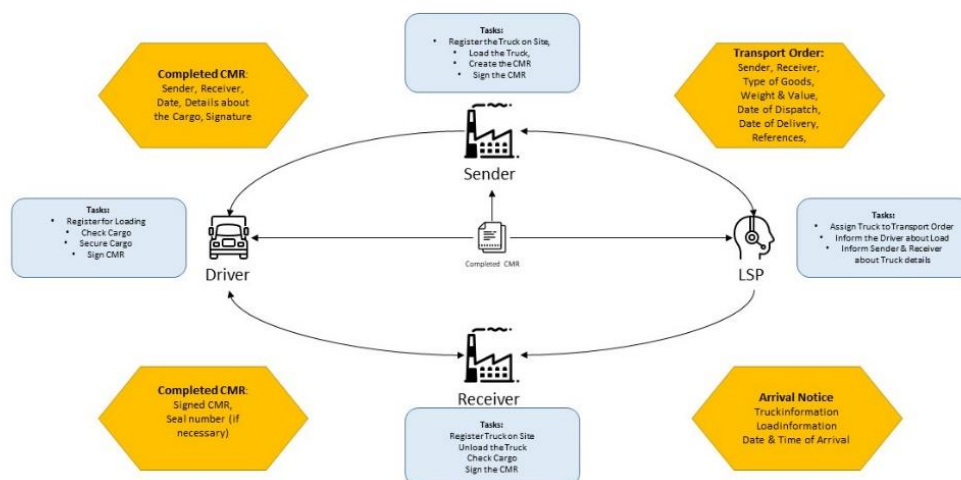 Tasks:
• Register the Truck on Site,
• Load the Truck,
• Create the CMR
• Sign the CMR
Completed CMR:
Sender, Receiver,
Date, Details about
the Cargo, Signature
Transport Order:
Sender, Receiver,
Type of Goods,
Weight & Value,
Date of Dispatch,
Date of Delivery,
References,
Sender
Tasks:
• Register for Loading
• Check Cargo
• Secure Cargo
• Sign CMR
Driver
Completed CMR
LSP
Tasks:
• Assign Truck to Transport Order
• Inform the Driver about Load
• Inform Sender & Receiver
about Truck details
Receiver
Completed CMR:
Signed CMR,
Seal number (if
necessary)
Tasks:
Register Truck on Site
Unload the Truck
Check Cargo
Sign the CMR
Arrival Notice
Truckinformation
Loadinformation
Date & Time of Arrival